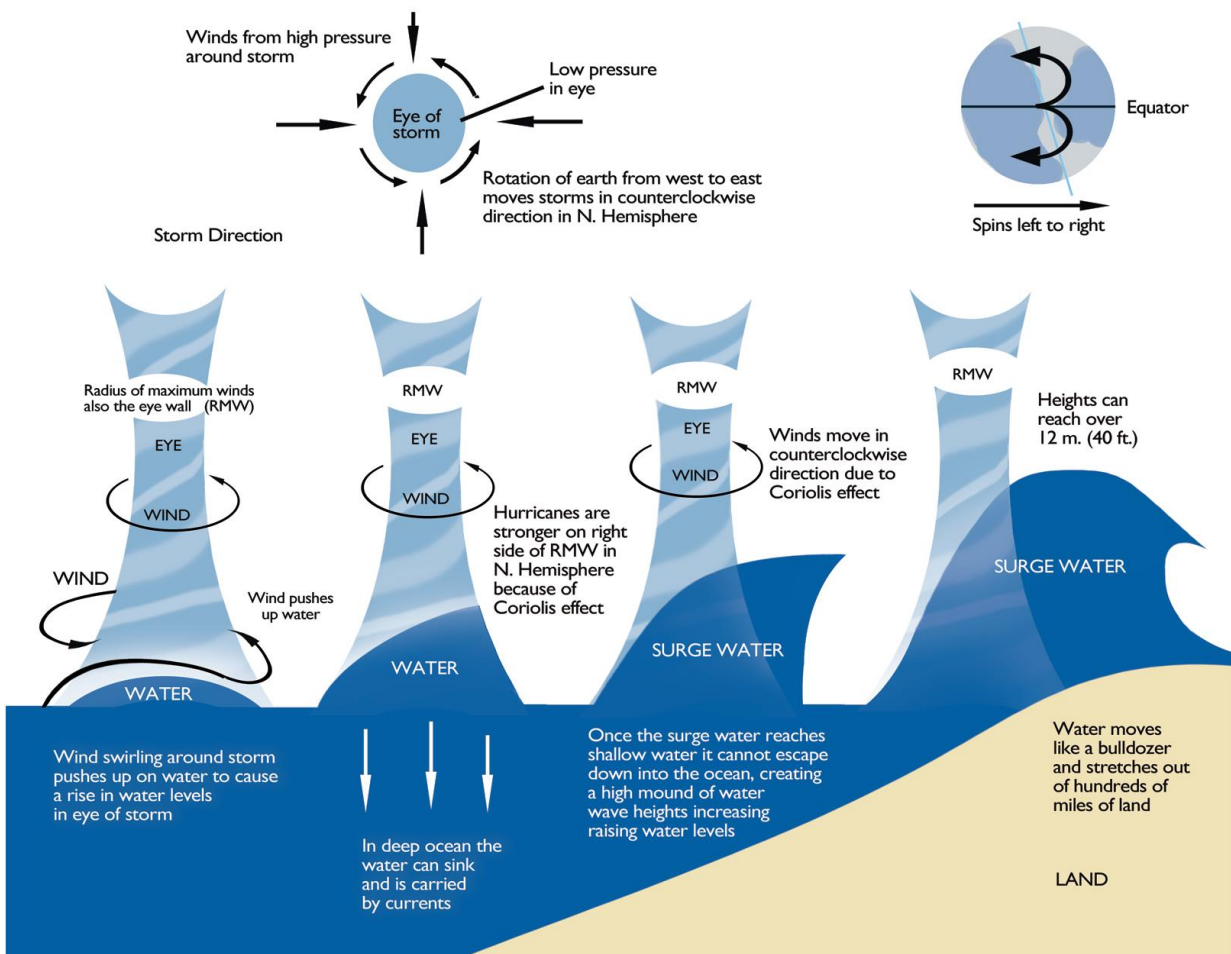 Winds from high pressure
around storm
Low pressure
in eye
Eye of
storm
Rotation of earth from west to east
moves storms in counterclockwise
direction in N. Hemisphere
Equator
Spins left to right
Storm Direction
Radius of maximum winds
also the eye wall (RMW)
EYE
WIND
WIND
Wind pushes
up water
WATER
Wind swirling around storm
pushes up on water to cause
a rise in water levels
in eye of storm
RMW
EYE
WIND
Hurricanes are
stronger on right
side of RMW in
N. Hemisphere
because of
Coriolis effect
WATER
In deep ocean the
water can sink
and is carried
by currents
RMW
EYE
WIND
Winds move in
counterclockwise
direction due to
Coriolis effect
SURGE WATER
Once the surge water reaches
shallow water it cannot escape
down into the ocean, creating
a high mound of water
wave heights increasing
raising water levels
RMW
Heights can
reach over
12 m. (40 ft.)
SURGE WATER
Water moves
like a bulldozer
and stretches out
of hundreds of
miles of land
LAND